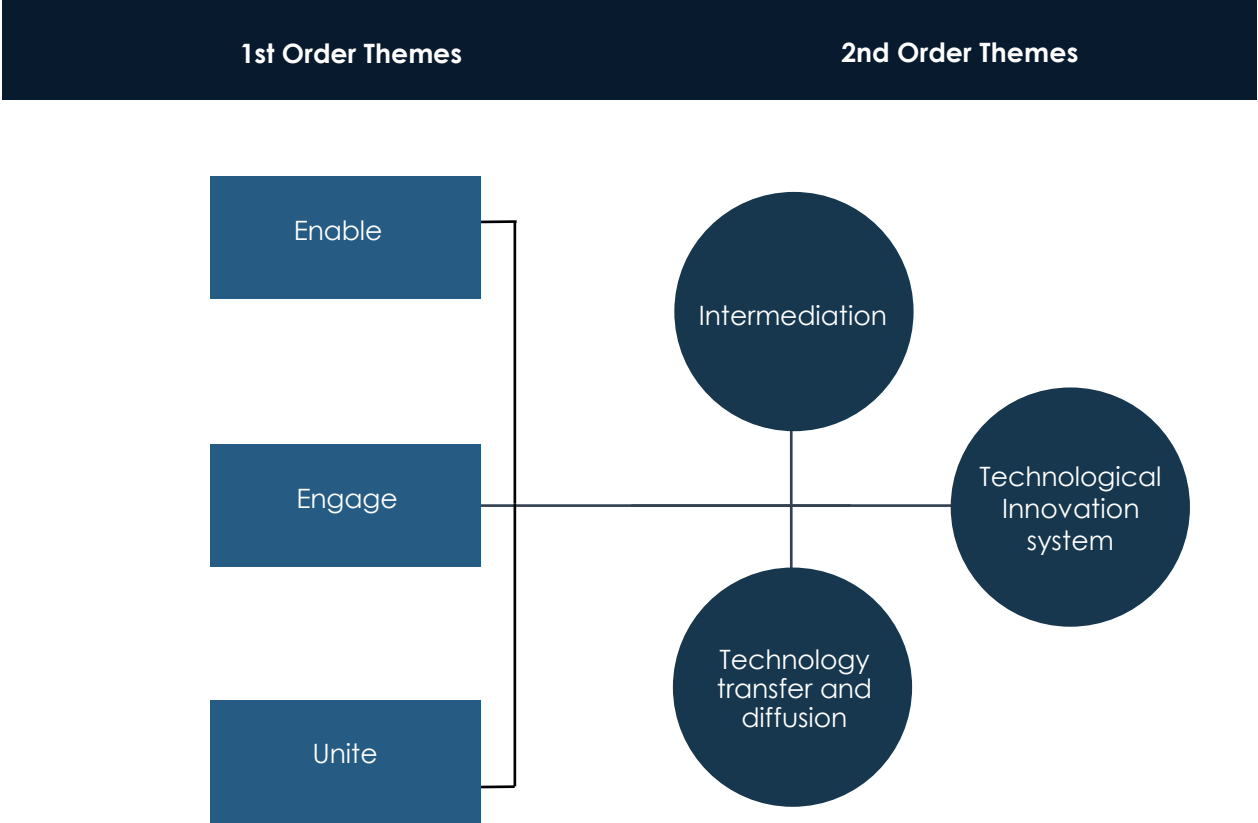 1st Order Themes
2nd Order Themes
Enable
Engage
Unite
Intermediation
Technological
Innovation
system
Technology
transfer and
diffusion